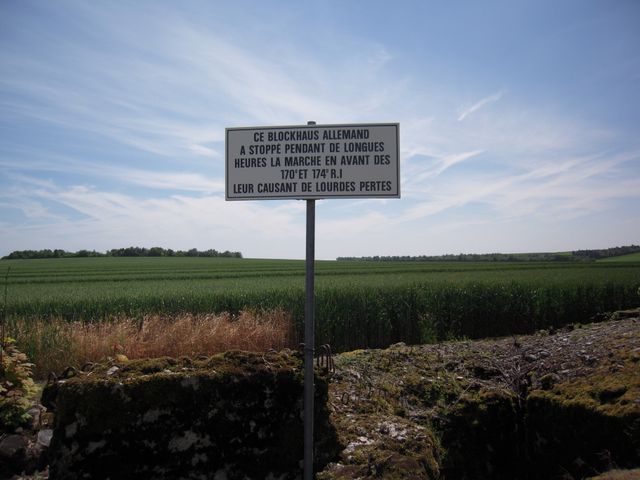 CE BLOCKHAUS ALLEMAND
A STOPPÉ PENDANT DE LONGUES
HEURES LA MARCHE EN AVANT DES
170ᵉ ET 174ᵉ R.I
LEUR CAUSANT DE LOURDES PERTES